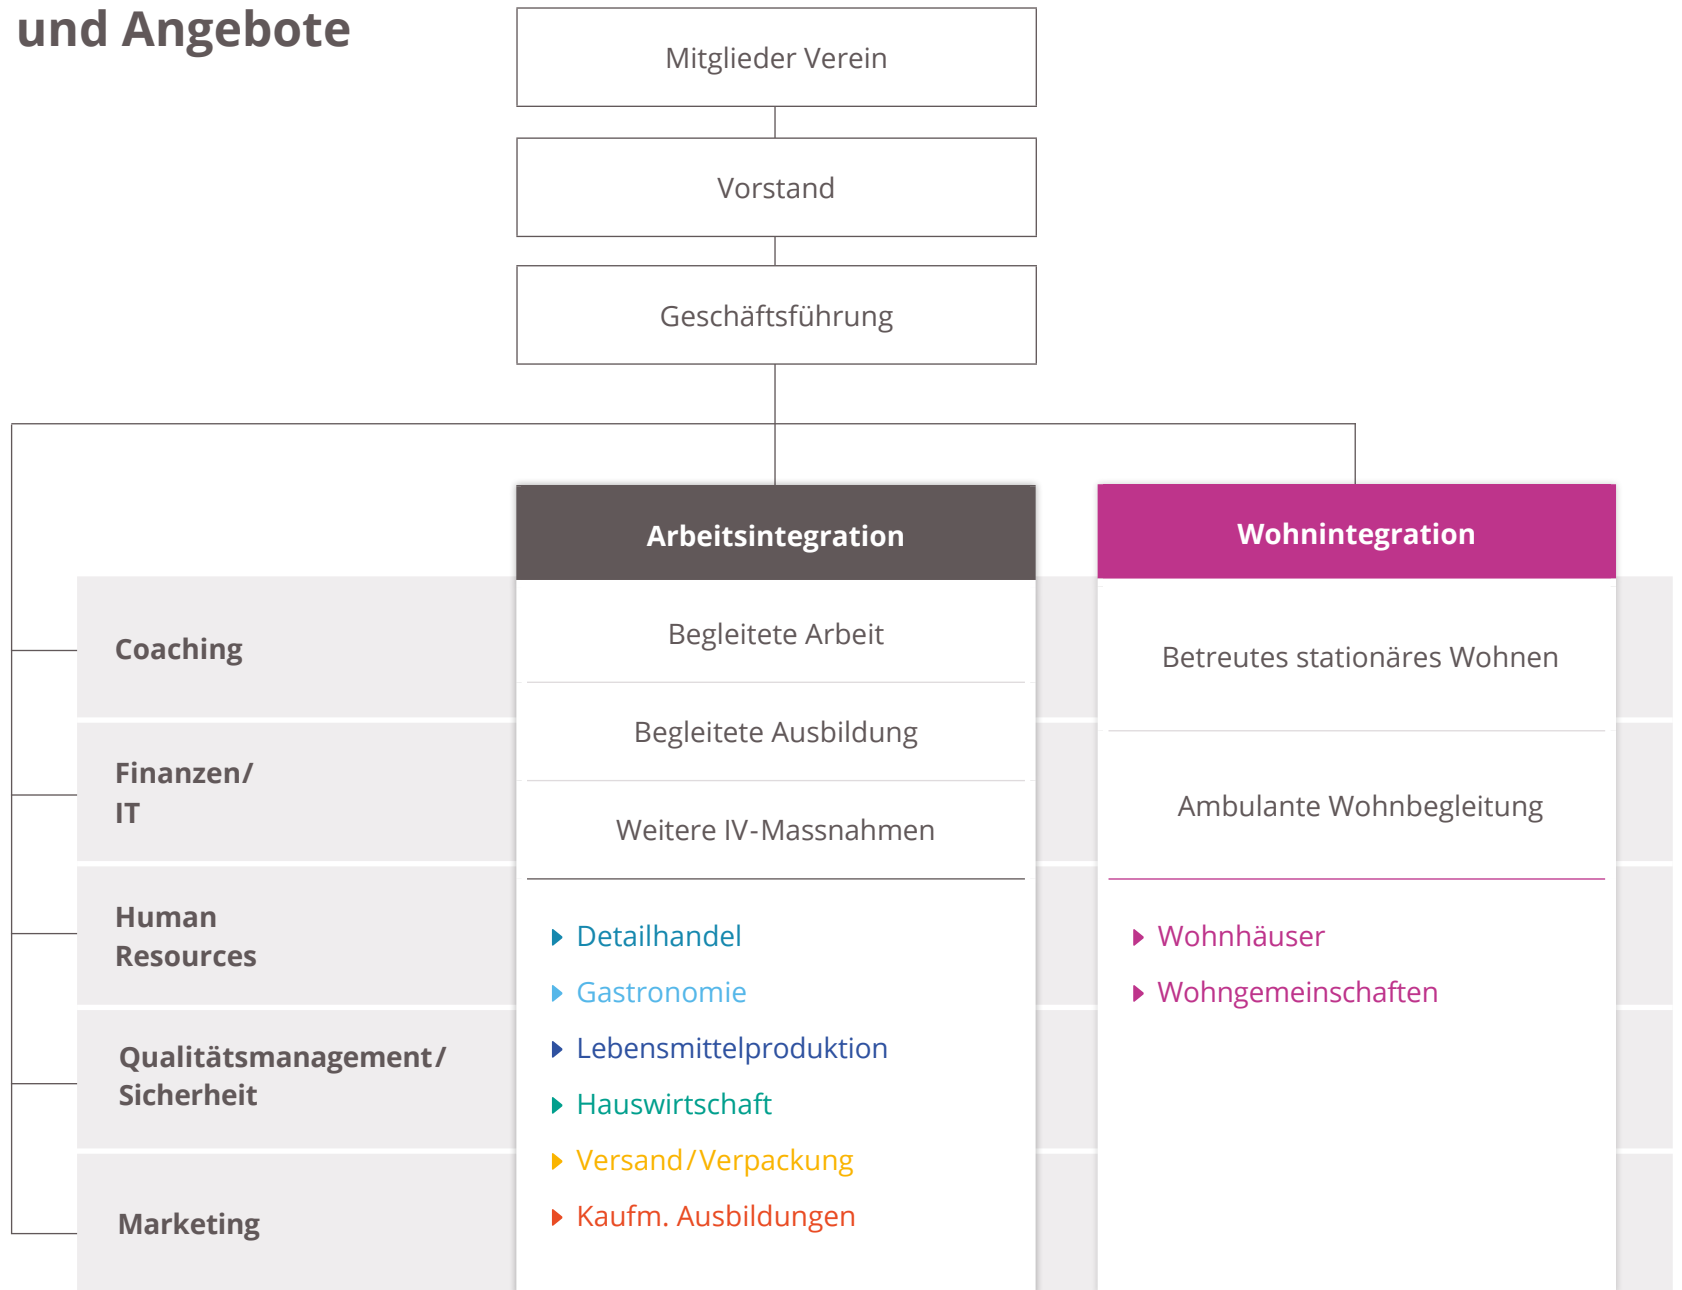 und Angebote
Mitglieder Verein
Vorstand
Geschäftsführung
Arbeitsintegration
Wohnintegration
Coaching
Finanzen/
IT
Human
Resources
Qualitätsmanagement/
Sicherheit
Marketing
Begleitete Arbeit
Begleitete Ausbildung
Weitere IV-Massnahmen
Detailhandel
Gastronomie
Lebensmittelproduktion
Hauswirtschaft
Versand/Verpackung
Kaufm. Ausbildungen
Betreutes stationäres Wohnen
Ambulante Wohnbegleitung
Wohnhäuser
Wohngemeinschaften